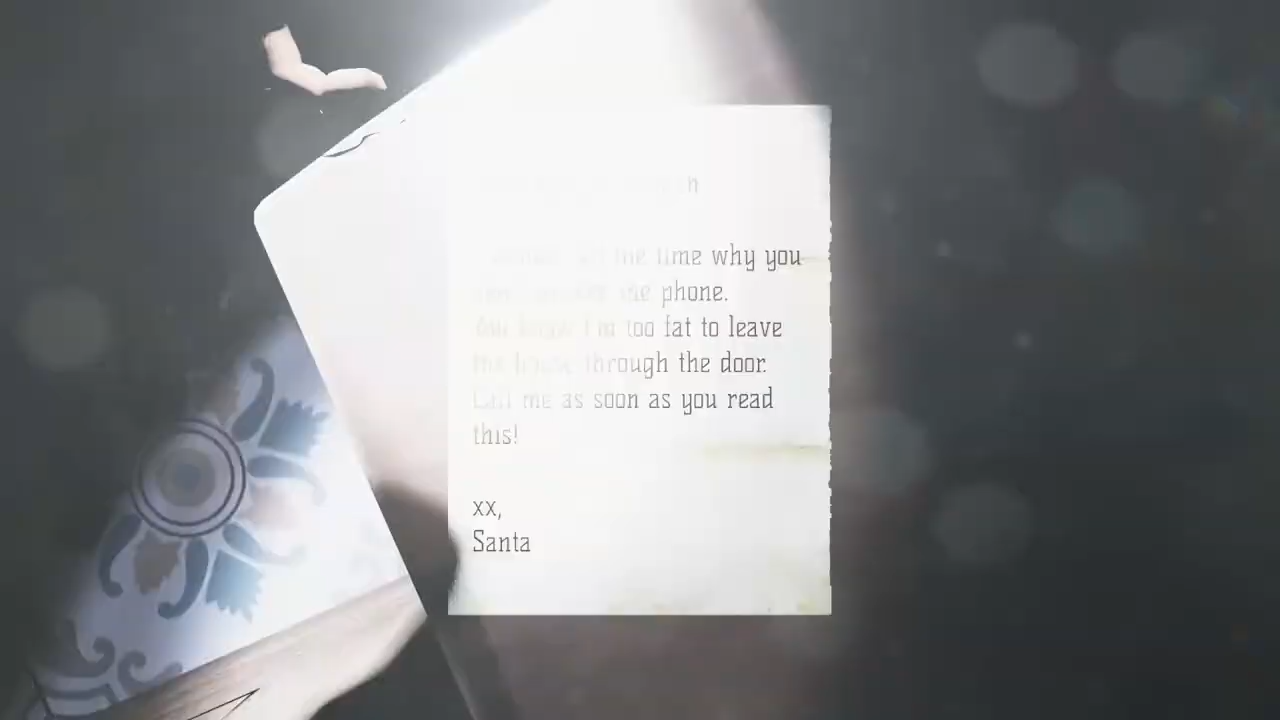 the time why you
the phone.
You know I'm too fat to leave
the house through the door.
Call me as soon as you read
this!
xx,
Santa